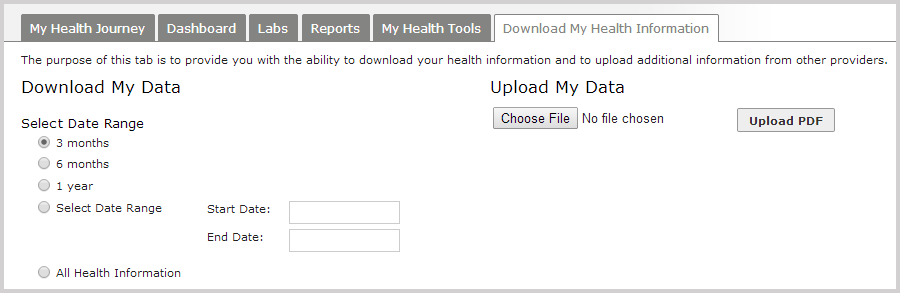 My Health Journey Dashboard Labs Reports My Health Tools Download My Health Information
The purpose of this tab is to provide you with the ability to download your health information and to upload additional information from other providers.
Download My Data
Select Date Range
3 months
6 months
1 year
Select Date Range Start Date:
End Date:
All Health Information
Upload My Data
Choose File No file chosen Upload PDF